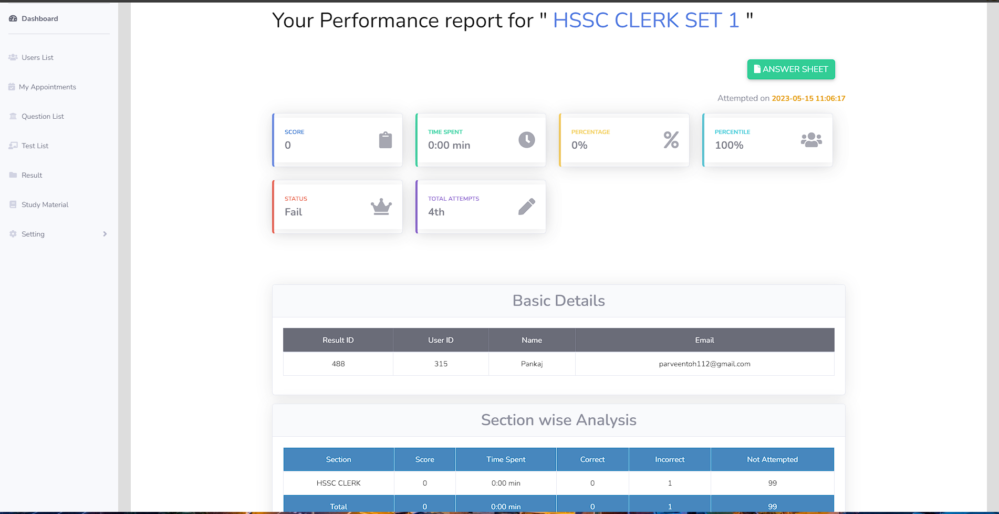 Dashboard
Users List
My Appointments
Question List
Test List
Result
Study Material
Setting
Your Performance report for " HSSC CLERK SET 1 "
ANSWER SHEET
Attempted on 2023-05-15 11:06:17
SCORE
0
TIME SPENT
0:00 min
PERCENTAGE
0%
PERCENTILE
100%
STATUS
Fail
TOTAL ATTEMPTS
4th
Basic Details
Result ID User ID Name Email
488 315 Pankaj parveentoh112@gmail.com
Section wise Analysis
Section Score Time Spent Correct Incorrect Not Attempted
HSSC CLERK 0 0:00 min 0 1 99
Total 0 0:00 min 0 1 99